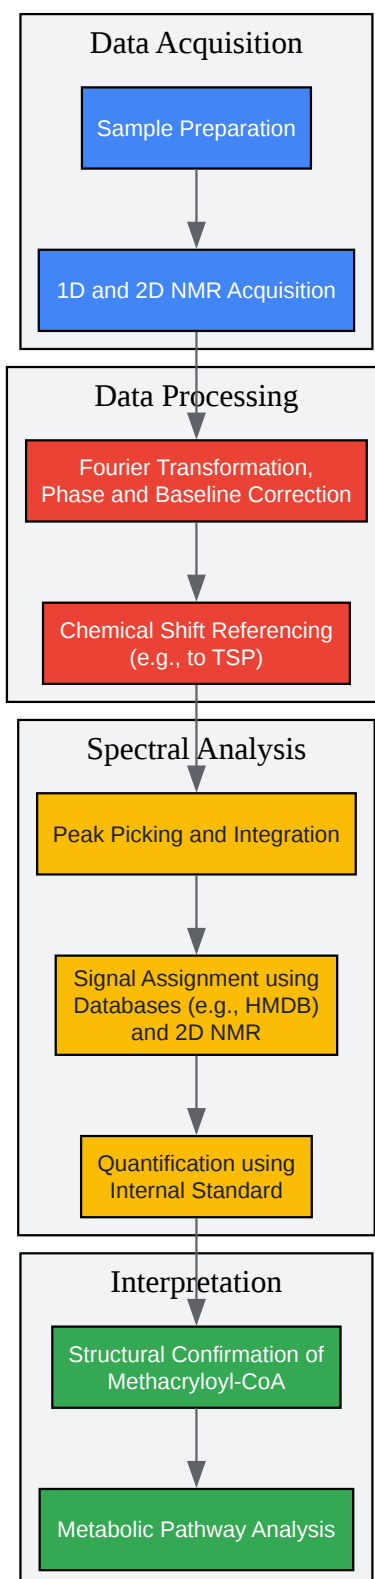 Data Acquisition
Sample Preparation
1D and 2D NMR Acquisition
Data Processing
Fourier Transformation,
Phase and Baseline Correction
Chemical Shift Referencing
(e.g., to TSP)
Spectral Analysis
Peak Picking and Integration
Signal Assignment using
Databases (e.g., HMDB)
and 2D NMR
Quantification using
Internal Standard
Interpretation
Structural Confirmation of
Methacryloyl-CoA
Metabolic Pathway Analysis